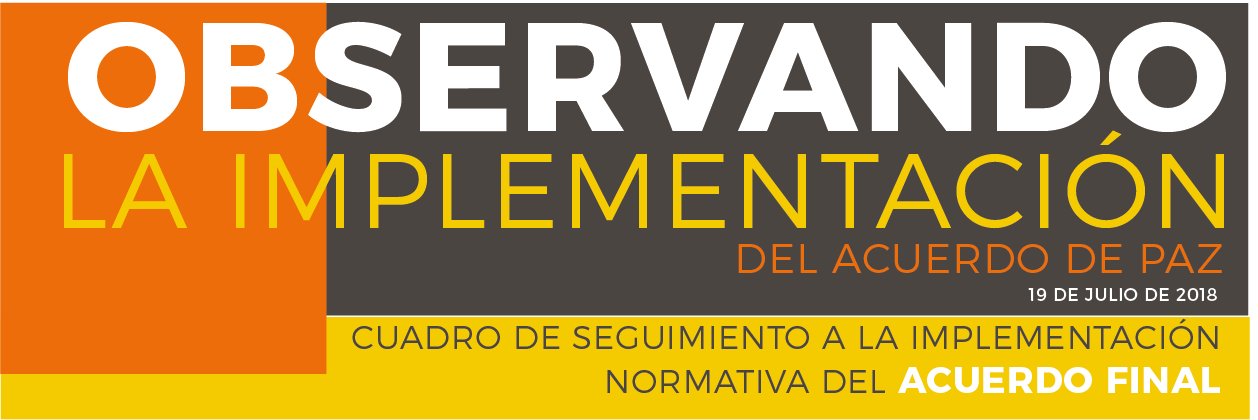 OBSERVANDO
LA IMPLEMENTACIÓN
DEL ACUERDO DE PAZ
19 DE JULIO DE 2018
CUADRO DE SEGUIMIENTO A LA IMPLEMENTACIÓN
NORMATIVA DEL ACUERDO FINAL